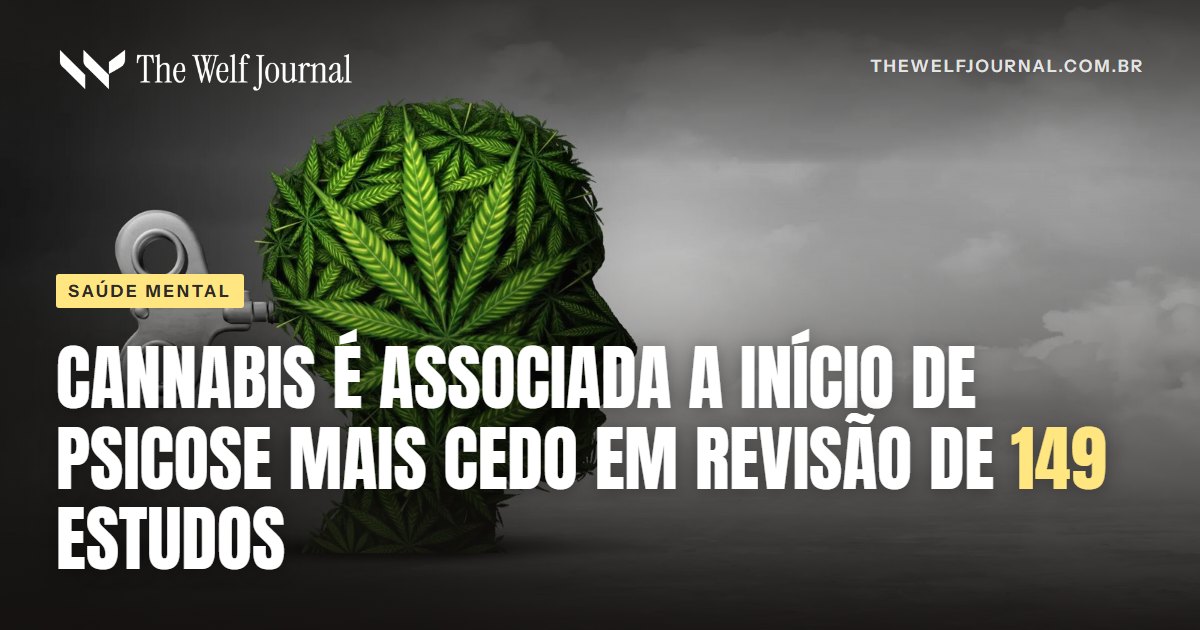 The Welf Journal
THEWELFJOURNAL.COM.BR
SAÚDE MENTAL
CANNABIS É ASSOCIADA A INÍCIO DE
PSICOSE MAIS CEDO EM REVISÃO DE 149
ESTUDOS